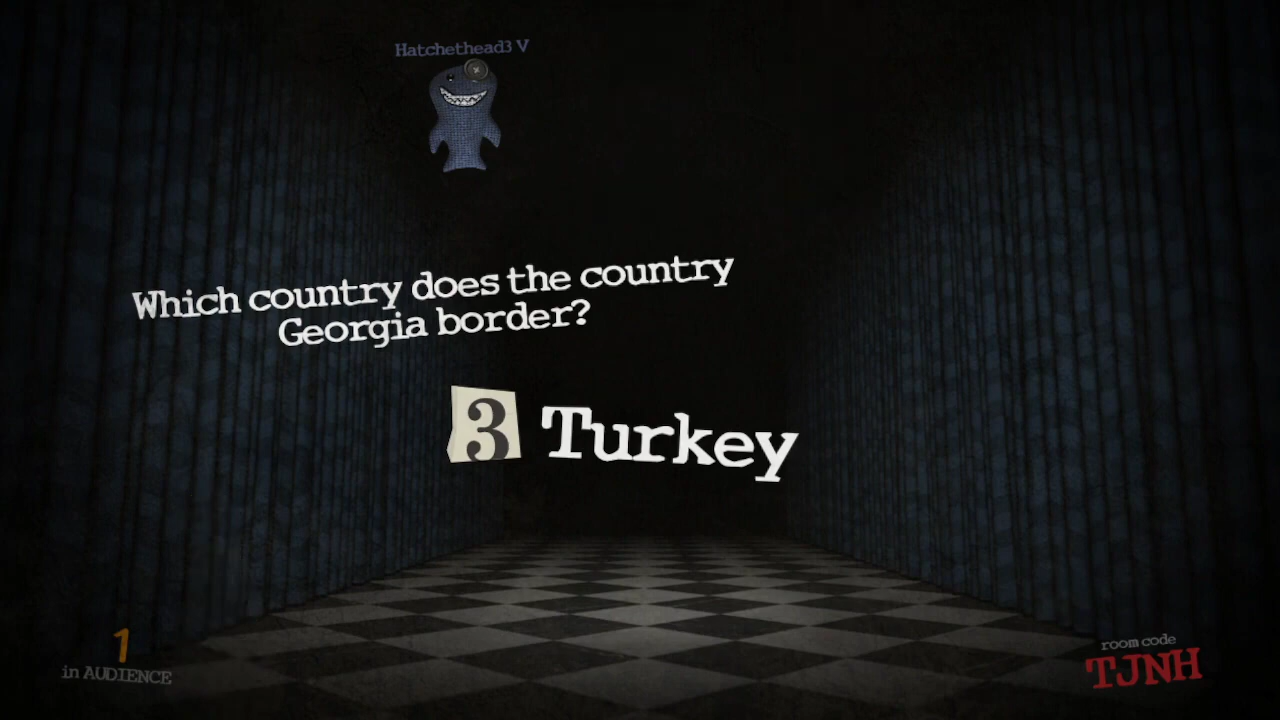 Hatchethead3 V
Which country does the country
Georgia border?
3 Turkey
1
in AUDIENCE
room code
TJNH